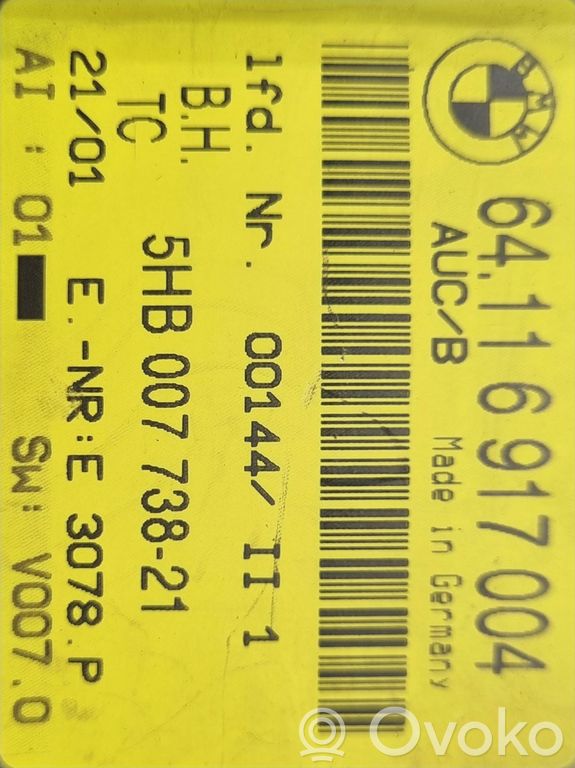 BMW
64.11 6 917 004
AUC/B
Made in Germany
lfd. Nr. 00144/ II 1
B.H.
TC
5HB 007 738-21
21/01 E.-NR:E 3078.P
AI : 01 SW: V007.0
Ovoko